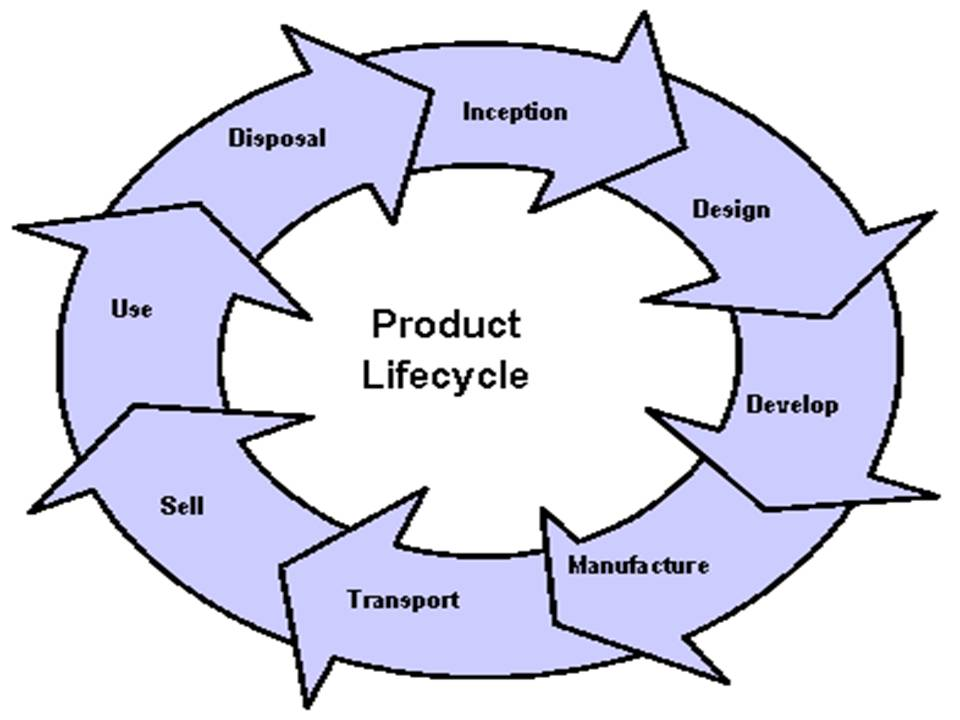 Inception
Disposal
Design
Use
Product
Lifecycle
Develop
Sell
Manufacture
Transport